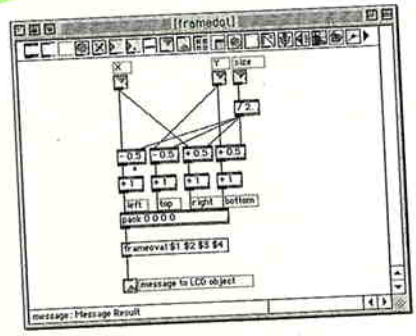 [framedot]
X Y size
/ 2.
- 0.5 - 0.5 + 0.5 + 0.5
+ 1 + 1 + 1 + 1
left top right bottom
pack 0 0 0 0
frameoval $1 $2 $3 $4
message to LCD object
message: Message Result